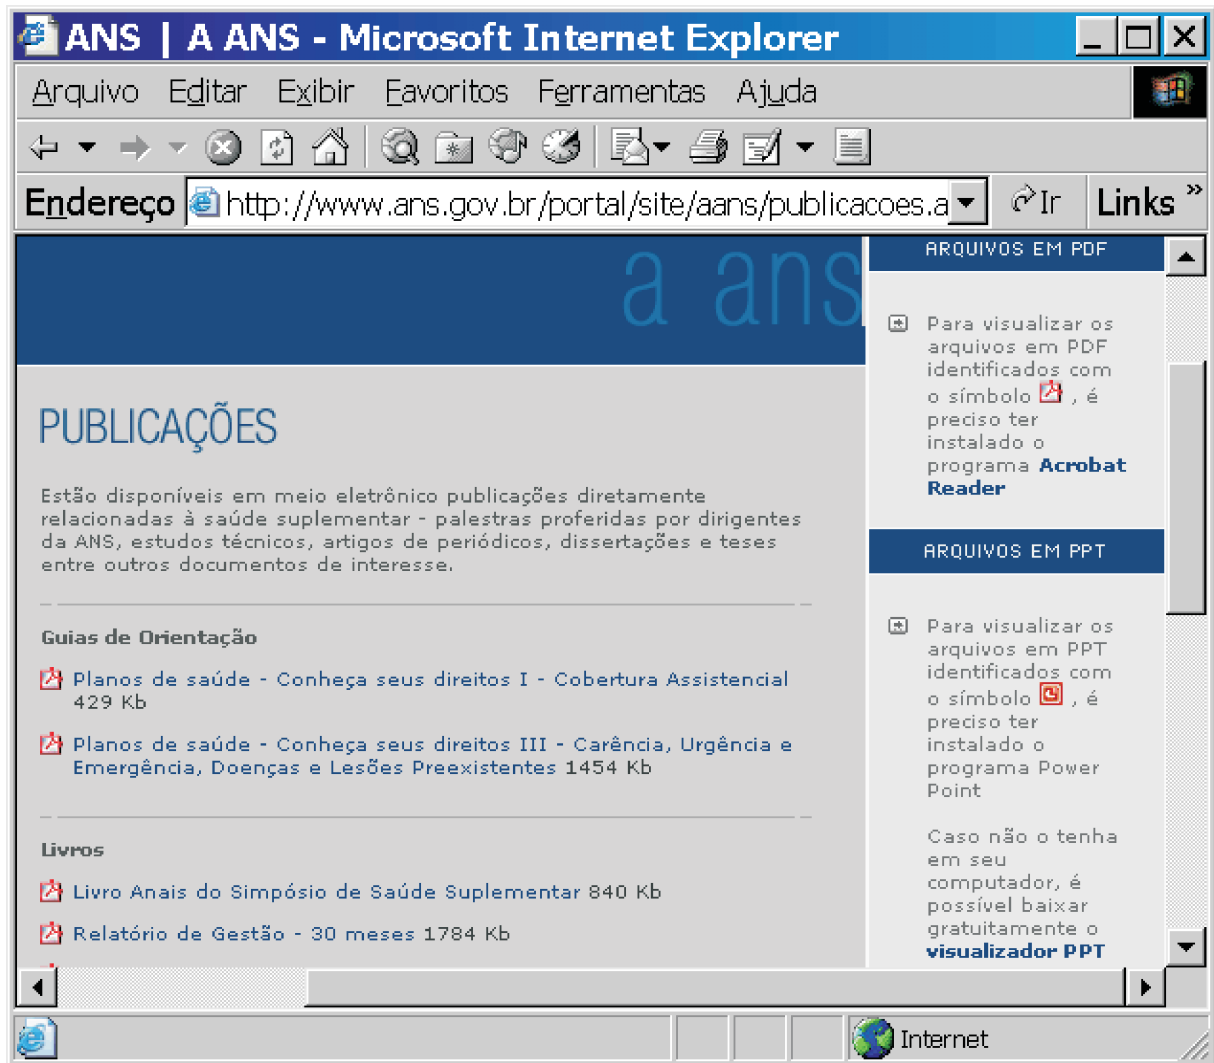 ANS | A ANS - Microsoft Internet Explorer
Arquivo Editar Exibir Favoritos Ferramentas Ajuda
Endereço http://www.ans.gov.br/portal/site/aans/publicacoes.a Ir Links »
a ans
PUBLICAÇÕES
Estão disponíveis em meio eletrônico publicações diretamente
relacionadas à saúde suplementar - palestras proferidas por dirigentes
da ANS, estudos técnicos, artigos de periódicos, dissertações e teses
entre outros documentos de interesse.
Guias de Orientação
Planos de saúde - Conheça seus direitos I - Cobertura Assistencial
429 Kb
Planos de saúde - Conheça seus direitos III - Carência, Urgência e
Emergência, Doenças e Lesões Preexistentes 1454 Kb
Livros
Livro Anais do Simpósio de Saúde Suplementar 840 Kb
Relatório de Gestão - 30 meses 1784 Kb
ARQUIVOS EM PDF
Para visualizar os
arquivos em PDF
identificados com
o símbolo , é
preciso ter
instalado o
programa Acrobat
Reader
ARQUIVOS EM PPT
Para visualizar os
arquivos em PPT
identificados com
o símbolo , é
preciso ter
instalado o
programa Power
Point
Caso não o tenha
em seu
computador, é
possível baixar
gratuitamente o
visualizador PPT
Internet